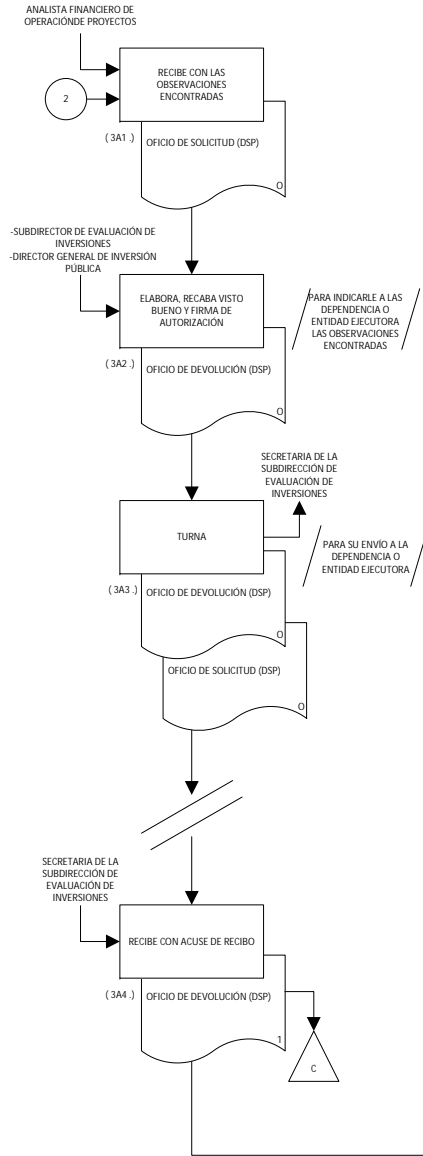 ANALISTA FINANCIERO DE
OPERACIÓNDE PROYECTOS
RECIBE CON LAS
OBSERVACIONES
ENCONTRADAS
2
( 3A1 .)
OFICIO DE SOLICITUD (DSP)
O
-SUBDIRECTOR DE EVALUACIÓN DE
INVERSIONES
-DIRECTOR GENERAL DE INVERSIÓN
PÚBLICA
ELABORA, RECABA VISTO
BUENO Y FIRMA DE
AUTORIZACIÓN
PARA INDICARLE A LAS
DEPENDENCIA O
ENTIDAD EJECUTORA
LAS OBSERVACIONES
ENCONTRADAS
( 3A2 .)
OFICIO DE DEVOLUCIÓN (DSP)
O
SECRETARIA DE LA
SUBDIRECCIÓN DE
EVALUACIÓN DE
INVERSIONES
TURNA
PARA SU ENVÍO A LA
DEPENDENCIA O
ENTIDAD EJECUTORA
( 3A3 .)
OFICIO DE DEVOLUCIÓN (DSP)
O
OFICIO DE SOLICITUD (DSP)
O
SECRETARIA DE LA
SUBDIRECCIÓN DE
EVALUACIÓN DE
INVERSIONES
RECIBE CON ACUSE DE RECIBO
( 3A4 .)
OFICIO DE DEVOLUCIÓN (DSP)
1
C